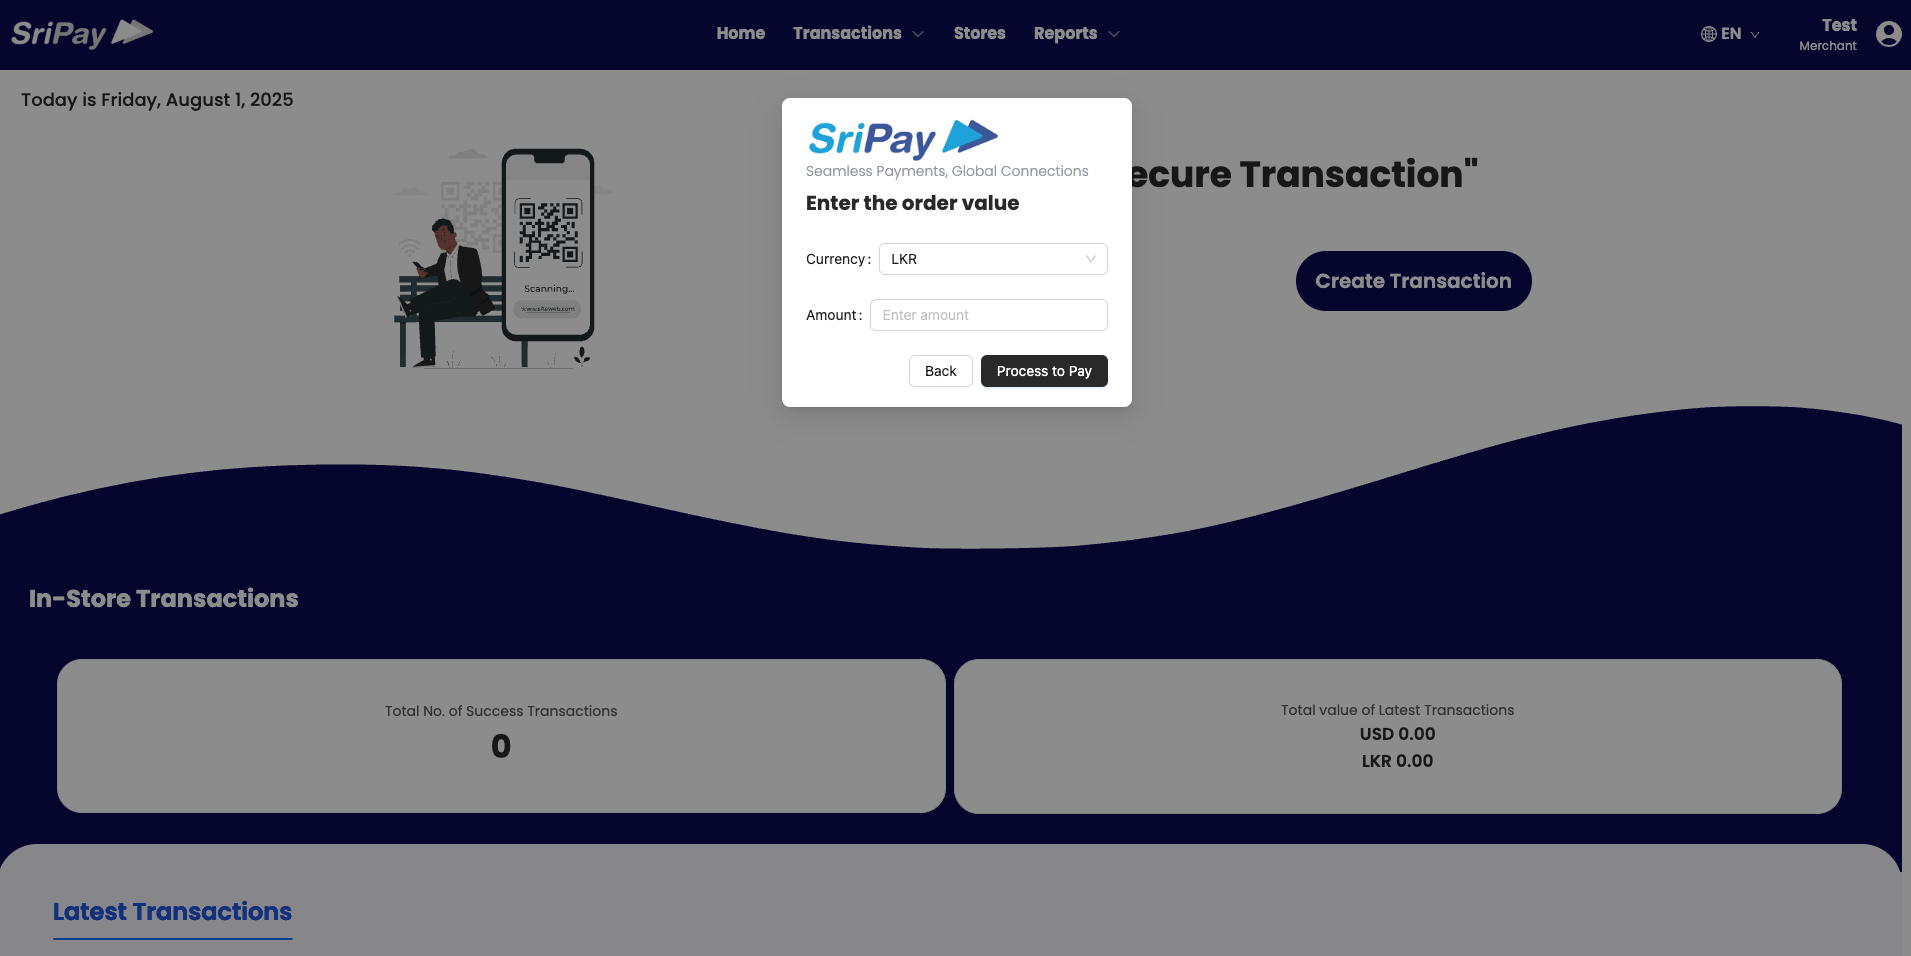 SriPay
Home
Transactions
Stores
Reports
EN
Test
Merchant
Today is Friday, August 1, 2025
Scanning...
SriPay
Seamless Payments, Global Connections
Enter the order value
Currency :
LKR
Amount :
Enter amount
Back
Process to Pay
ecure Transaction"
Create Transaction
In-Store Transactions
Total No. of Success Transactions
0
Total value of Latest Transactions
USD 0.00
LKR 0.00
Latest Transactions